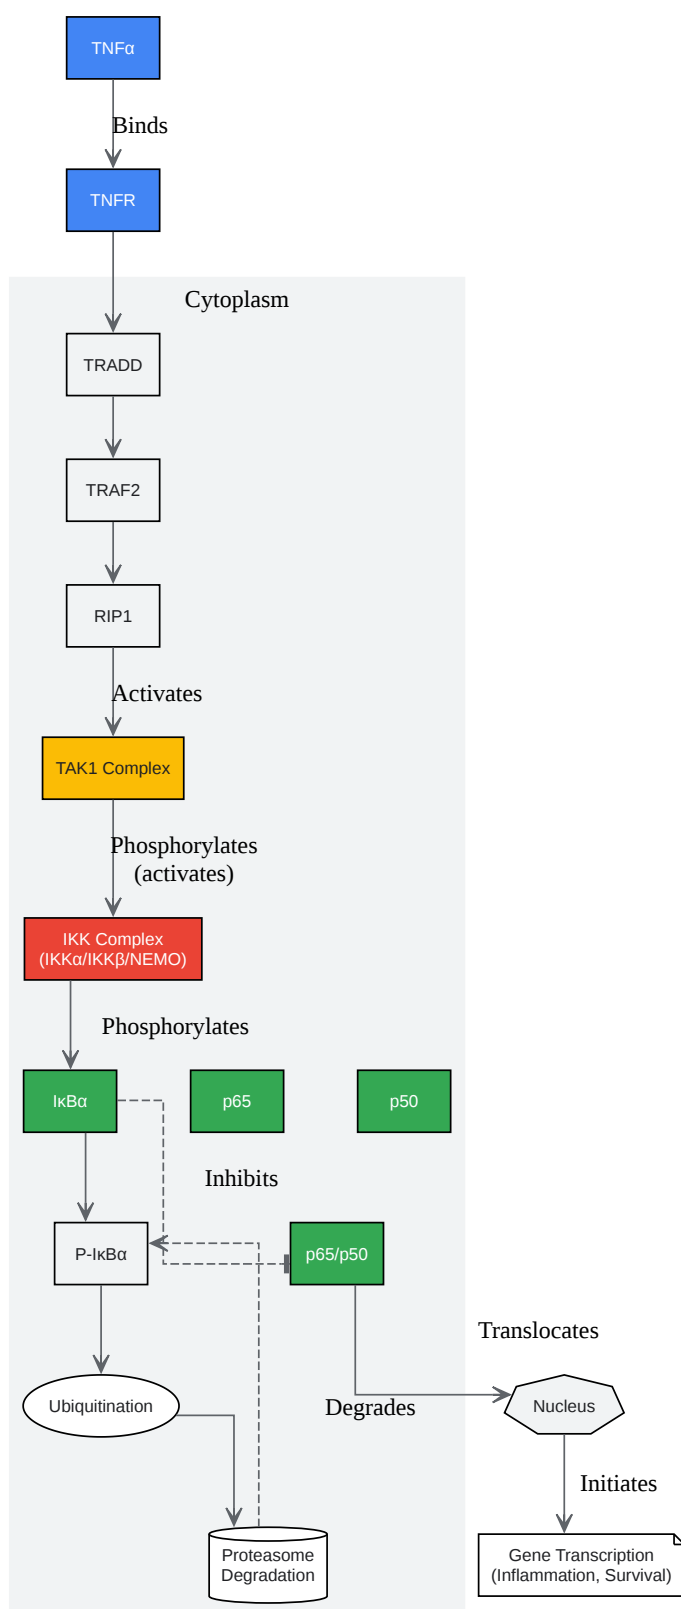 TNFα
Binds
TNFR
Cytoplasm
TRADD
TRAF2
RIP1
Activates
TAK1 Complex
Phosphorylates
(activates)
IKK Complex
(IKKα/IKKβ/NEMO)
Phosphorylates
IκBα
p65
p50
Inhibits
P-IκBα
p65/p50
Translocates
Ubiquitination
Degrades
Nucleus
Initiates
Proteasome
Degradation
Gene Transcription
(Inflammation, Survival)